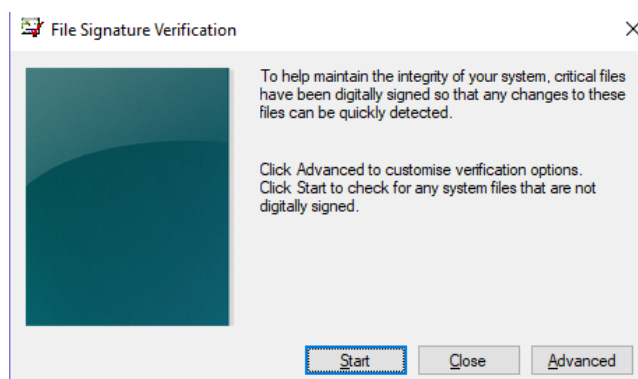 File Signature Verification
To help maintain the integrity of your system, critical files
have been digitally signed so that any changes to these
files can be quickly detected.
Click Advanced to customise verification options.
Click Start to check for any system files that are not
digitally signed.
Start Close Advanced